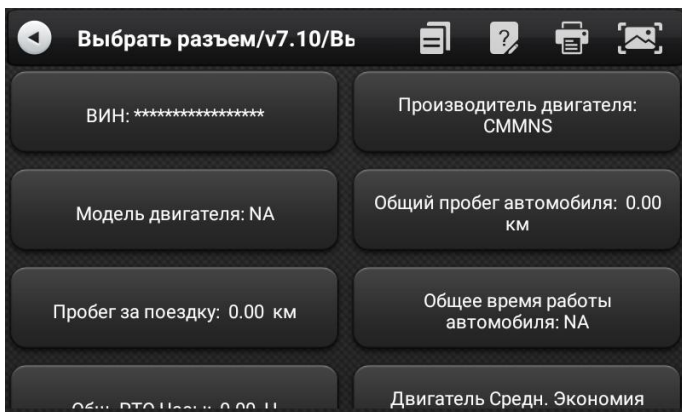 Выбрать разъем/v7.10/Вы
ВИН: *****************
Производитель двигателя:
CMMNS
Модель двигателя: NA
Общий пробег автомобиля: 0.00
км
Пробег за поездку: 0.00 км
Общее время работы
автомобиля: NA
Двигатель Средн. Экономия